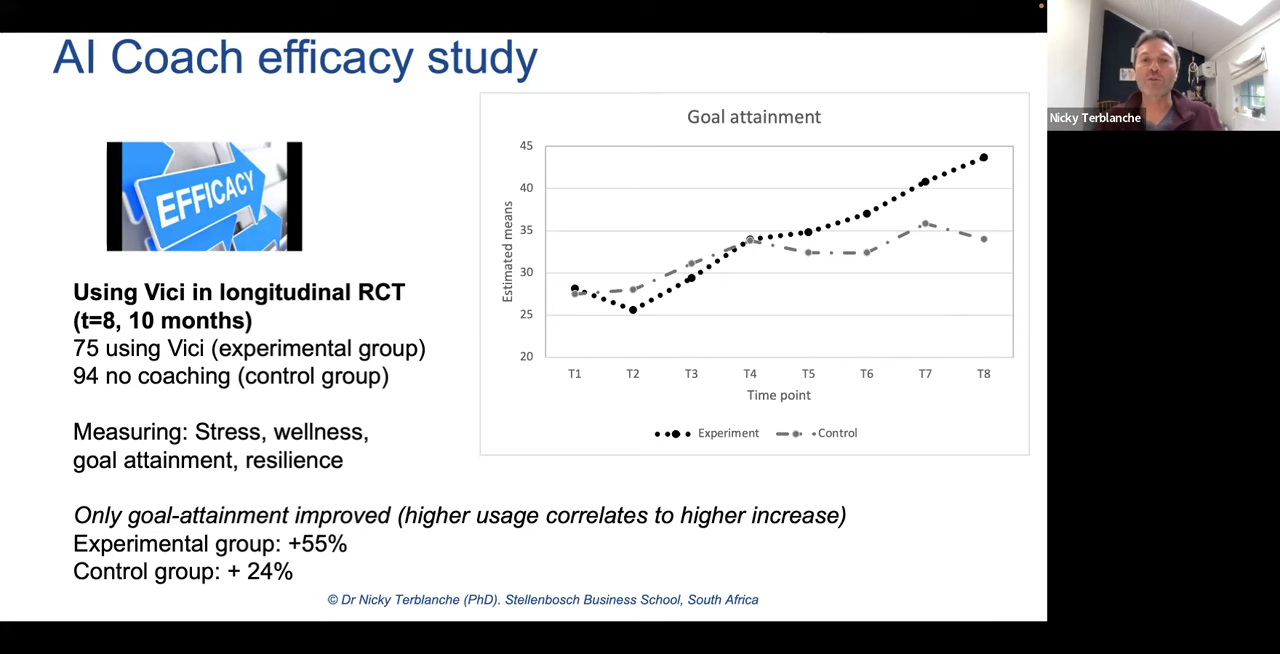 AI Coach efficacy study
Nicky Terblanche
EFFICACY
Using Vici in longitudinal RCT
(t=8, 10 months)
75 using Vici (experimental group)
94 no coaching (control group)
Measuring: Stress, wellness,
goal attainment, resilience
Goal attainment
45
40
35
30
25
20
Estimated means
T1 T2 T3 T4 T5 T6 T7 T8
Time point
Experiment Control
Only goal-attainment improved (higher usage correlates to higher increase)
Experimental group: +55%
Control group: + 24%
© Dr Nicky Terblanche (PhD). Stellenbosch Business School, South Africa